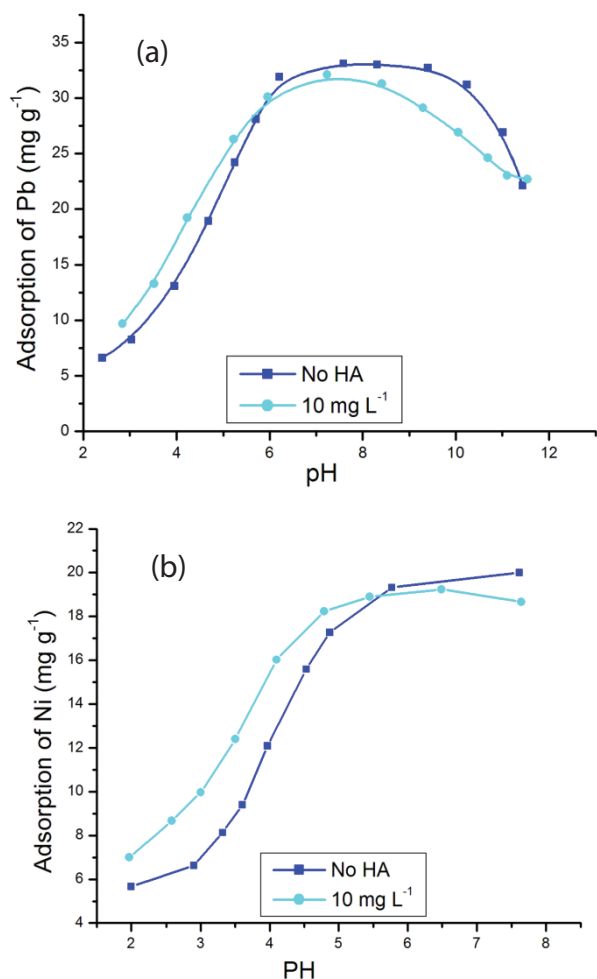 (a)
Adsorption of Pb (mg g⁻¹)
35
30
25
20
15
10
5
0
No HA
10 mg L⁻¹
2 4 6 8 10 12
pH
(b)
Adsorption of Ni (mg g⁻¹)
22
20
18
16
14
12
10
8
6
4
No HA
10 mg L⁻¹
2 3 4 5 6 7 8
PH